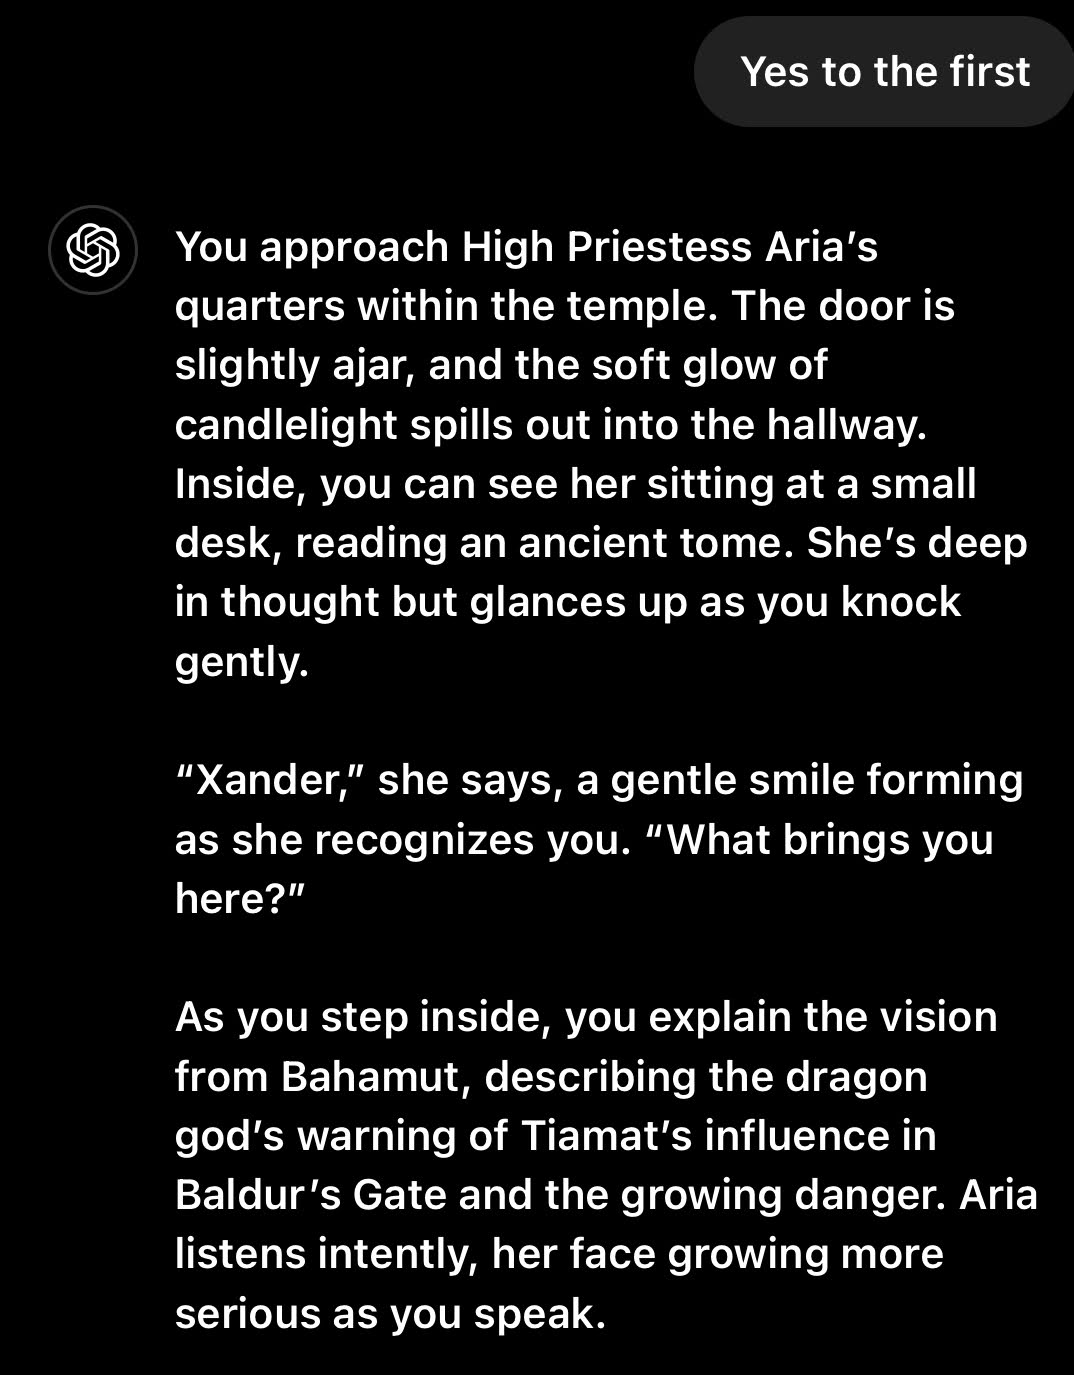 Yes to the first
You approach High Priestess Aria’s
quarters within the temple. The door is
slightly ajar, and the soft glow of
candlelight spills out into the hallway.
Inside, you can see her sitting at a small
desk, reading an ancient tome. She’s deep
in thought but glances up as you knock
gently.
“Xander,” she says, a gentle smile forming
as she recognizes you. “What brings you
here?”
As you step inside, you explain the vision
from Bahamut, describing the dragon
god’s warning of Tiamat’s influence in
Baldur’s Gate and the growing danger. Aria
listens intently, her face growing more
serious as you speak.